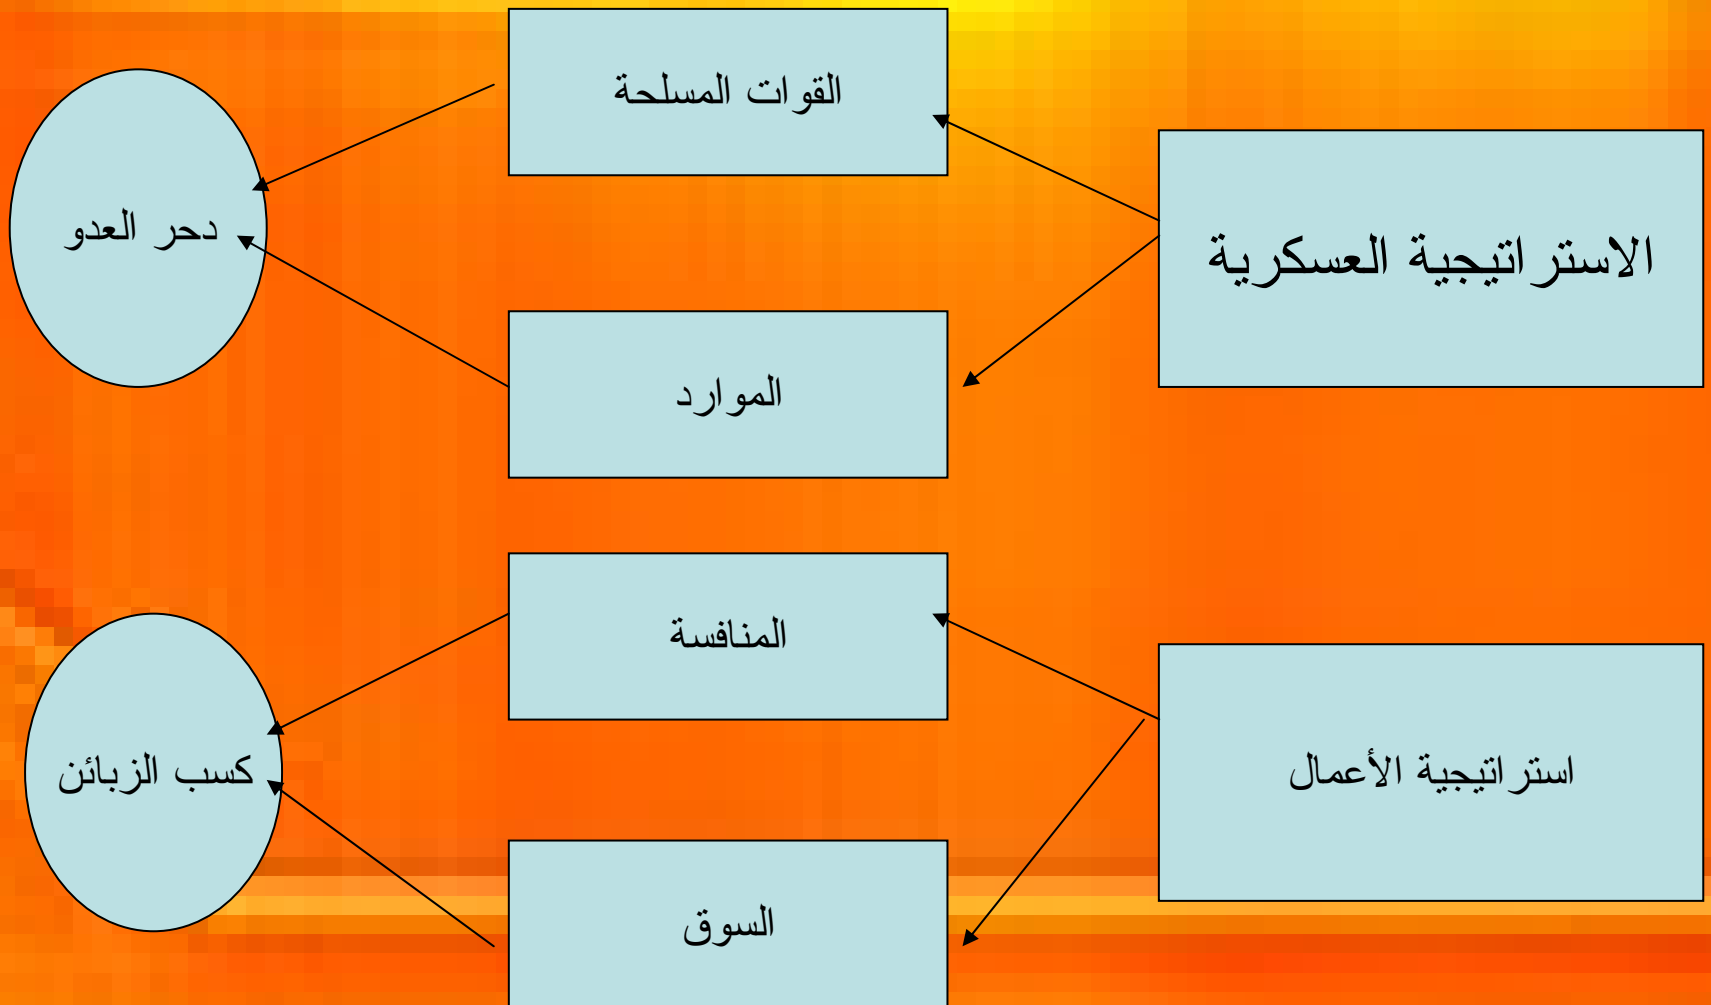 القوات المسلحة
الاستراتيجية العسكرية
دحر العدو
الموارد
المنافسة
استراتيجية الأعمال
كسب الزبائن
السوق